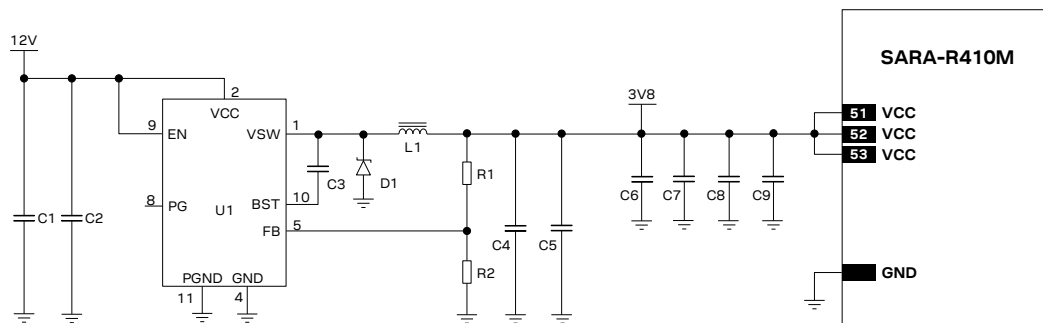 12V
SARA-R410M
2
VCC
3V8
51 VCC
9 EN
VSW 1
52 VCC
L1
53 VCC
R1
C3
D1
C6
C7
C8
C9
8 PG
BST 10
C1
C2
U1
FB 5
C4
C5
R2
PGND GND
GND
11
4